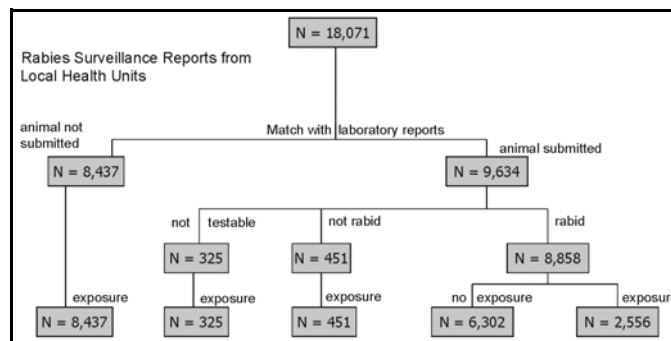 N = 18,071
Rabies Surveillance Reports from
Local Health Units
animal not
submitted
Match with laboratory reports
animal submitted
N = 8,437
N = 9,634
not testable
not rabid
rabid
N = 325
N = 451
N = 8,858
exposure
exposure
exposure
no exposure
exposure
N = 8,437
N = 325
N = 451
N = 6,302
N = 2,556